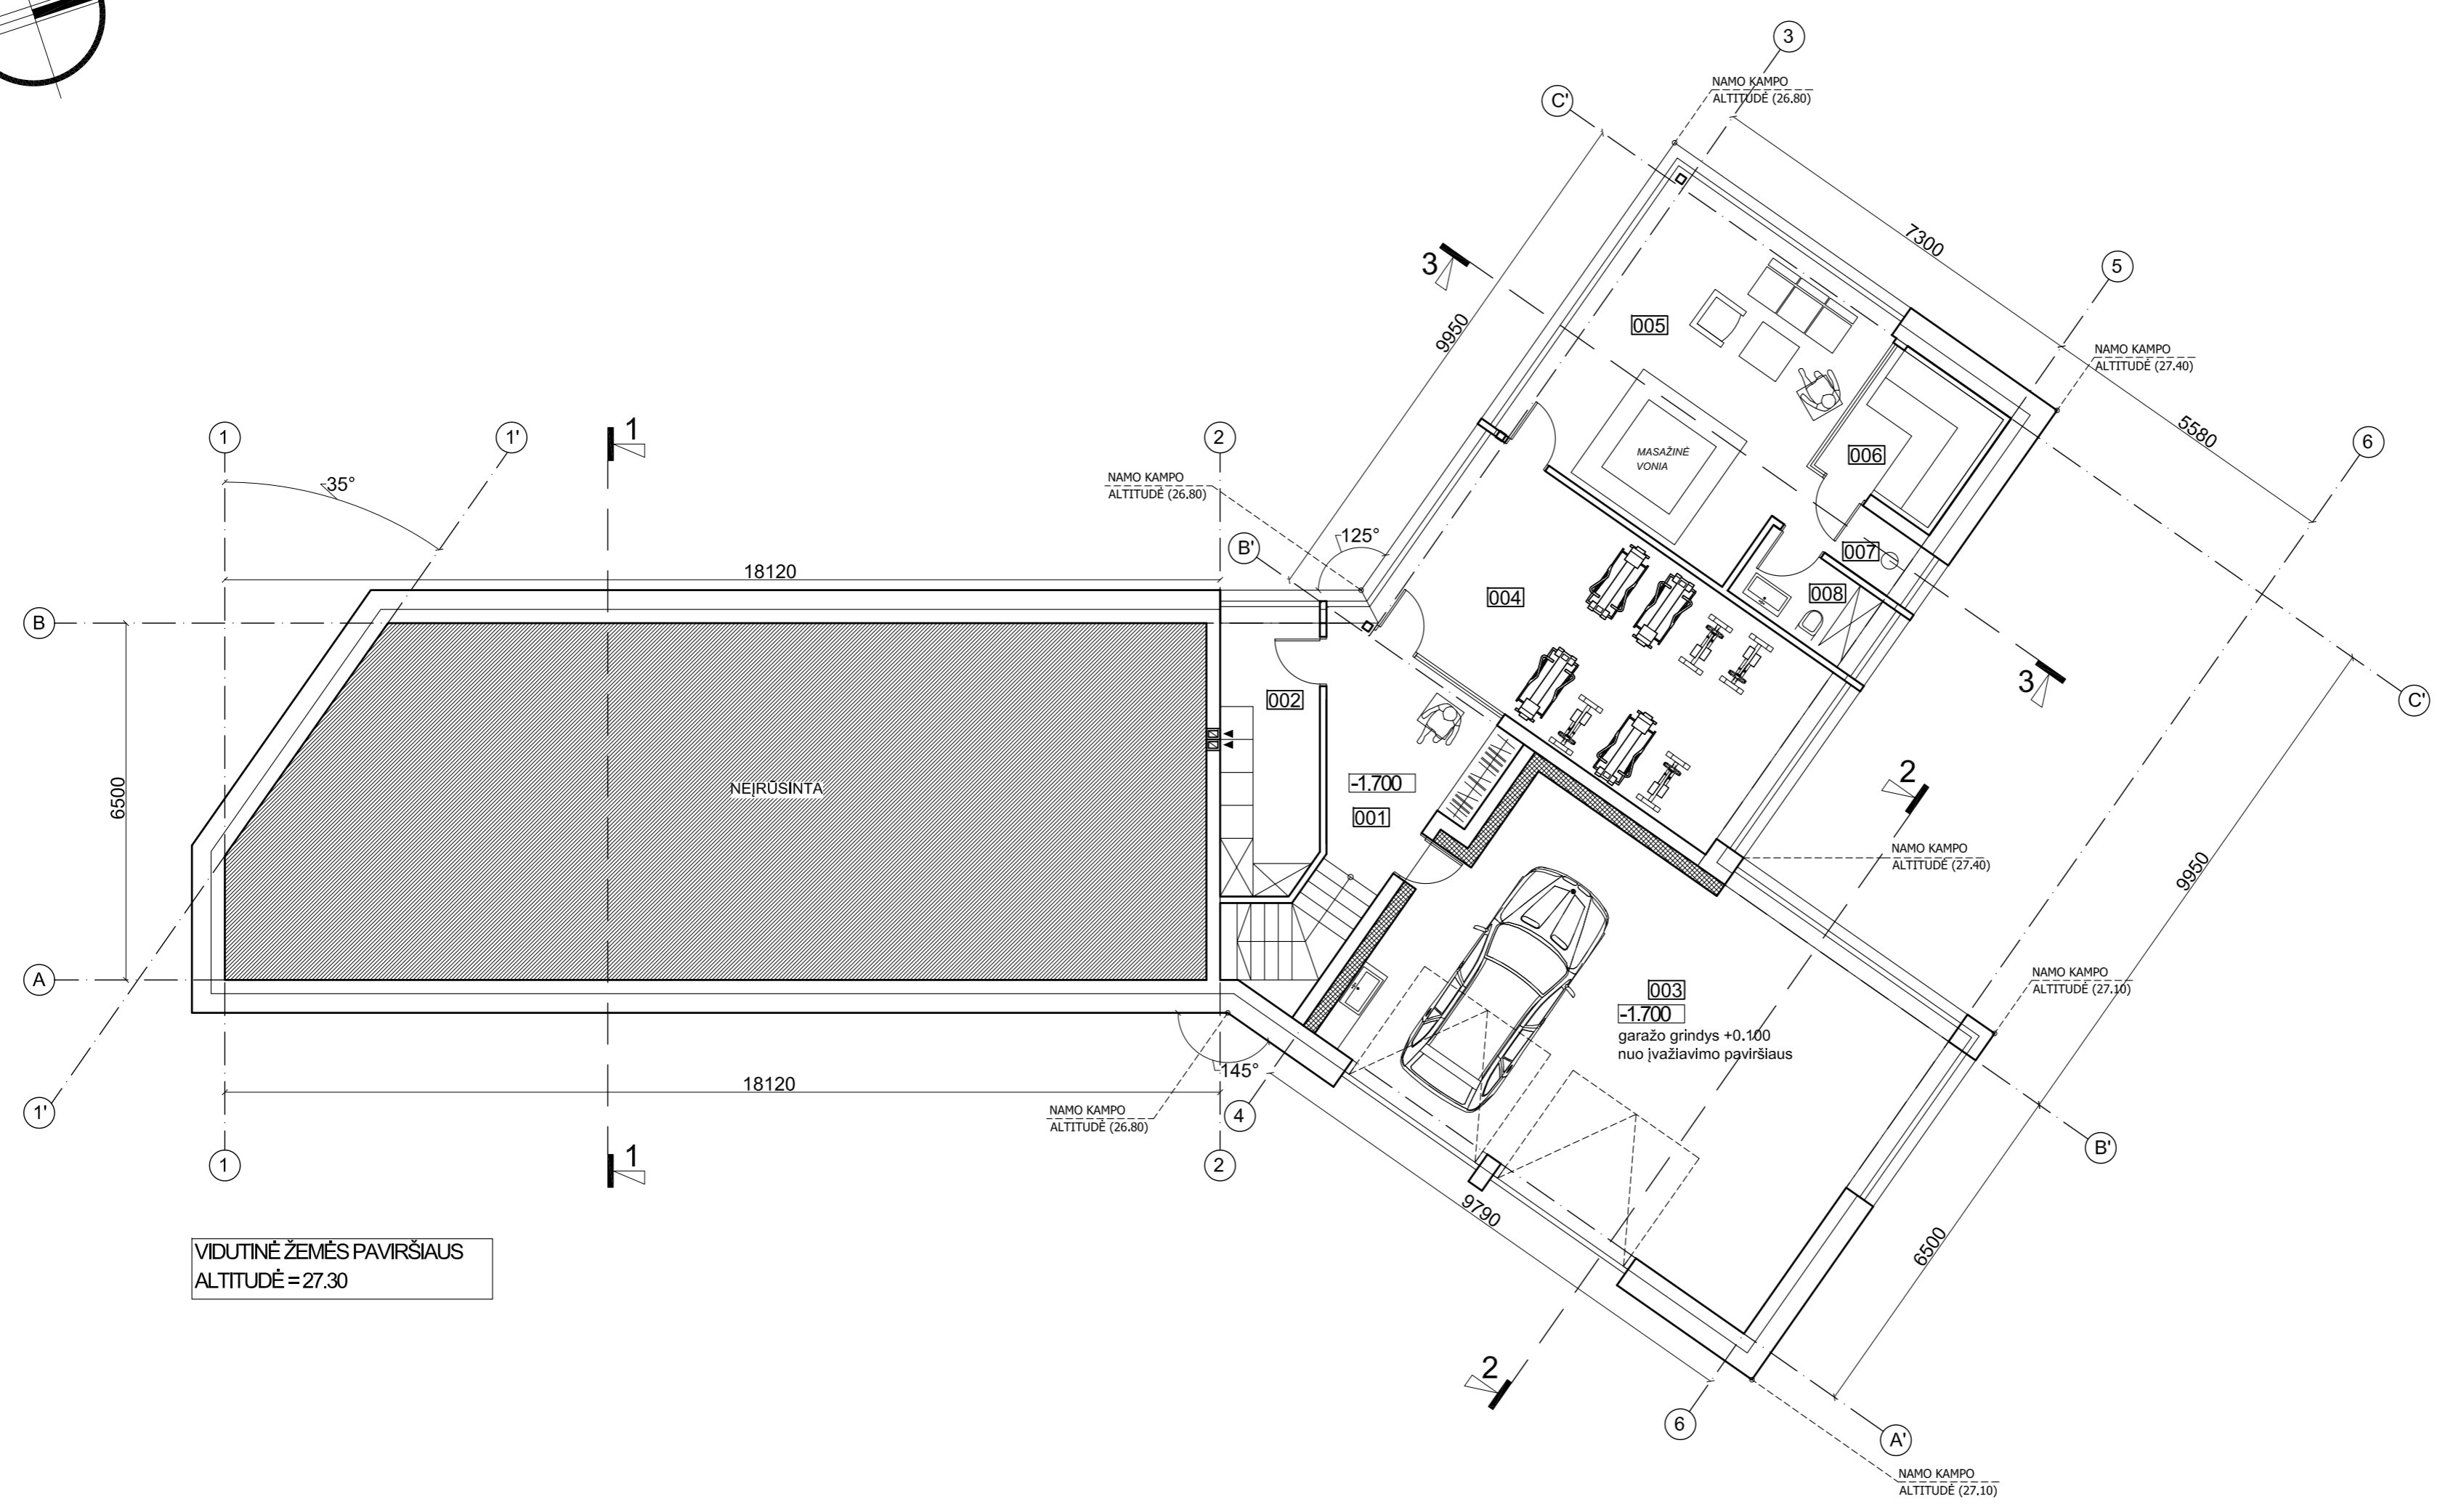 3
NAMO KAMPO
ALTITUDĖ (26.80)
C'
7300
3
5
005
9950
NAMO KAMPO
ALTITUDĖ (27.40)
5580
1
1'
1
2
6
MASAŽINĖ
VONIA
006
35°
NAMO KAMPO
ALTITUDĖ (26.80)
125°
B'
007
18120
008
004
B
3
C'
002
NEĮRŪSINTA
6500
-1.700
001
2
NAMO KAMPO
ALTITUDĖ (27.40)
9950
A
NAMO KAMPO
ALTITUDĖ (27.10)
003
-1.700
garažo grindys +0.100
nuo įvažiavimo paviršiaus
145°
18120
1'
NAMO KAMPO
ALTITUDĖ (26.80)
4
B'
1
1
2
9790
6500
VIDUTINĖ ŽEMĖS PAVIRŠIAUS
ALTITUDĖ = 27.30
2
6
A'
NAMO KAMPO
ALTITUDĖ (27.10)